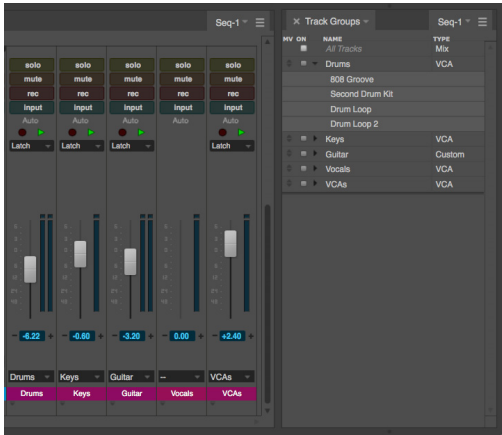 Seq-1
× Track Groups Seq-1
MV ON NAME TYPE
All Tracks Mix
Drums VCA
808 Groove
Second Drum Kit
Drum Loop
Drum Loop 2
Keys VCA
Guitar Custom
Vocals VCA
VCAs VCA
solo solo solo solo solo
mute mute mute mute mute
rec rec rec rec rec
input input input input input
Auto Auto Auto Auto Auto
Latch Latch Latch Latch
- -6.22 + - -0.60 + - -3.20 + - 0.00 + - +2.40 +
Drums Keys Guitar -- VCAs
Drums Keys Guitar Vocals VCAs